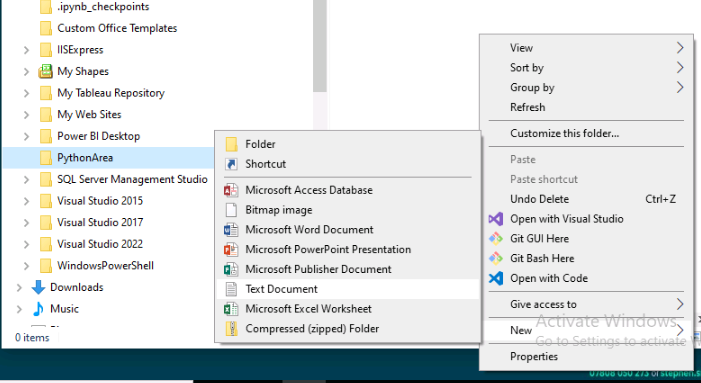 .ipynb_checkpoints
Custom Office Templates
IISExpress
My Shapes
My Tableau Repository
My Web Sites
Power BI Desktop
PythonArea
SQL Server Management Studio
Visual Studio 2015
Visual Studio 2017
Visual Studio 2022
WindowsPowerShell
Downloads
Music
0 items
Folder
Shortcut
Microsoft Access Database
Bitmap image
Microsoft Word Document
Microsoft PowerPoint Presentation
Microsoft Publisher Document
Text Document
Microsoft Excel Worksheet
Compressed (zipped) Folder
View
Sort by
Group by
Refresh
Customize this folder...
Paste
Paste shortcut
Undo Delete Ctrl+Z
Open with Visual Studio
Git GUI Here
Git Bash Here
Open with Code
Give access to
New
Properties
Activate Windows
Go to Settings to activate W
07808 050 273 or stephen.s